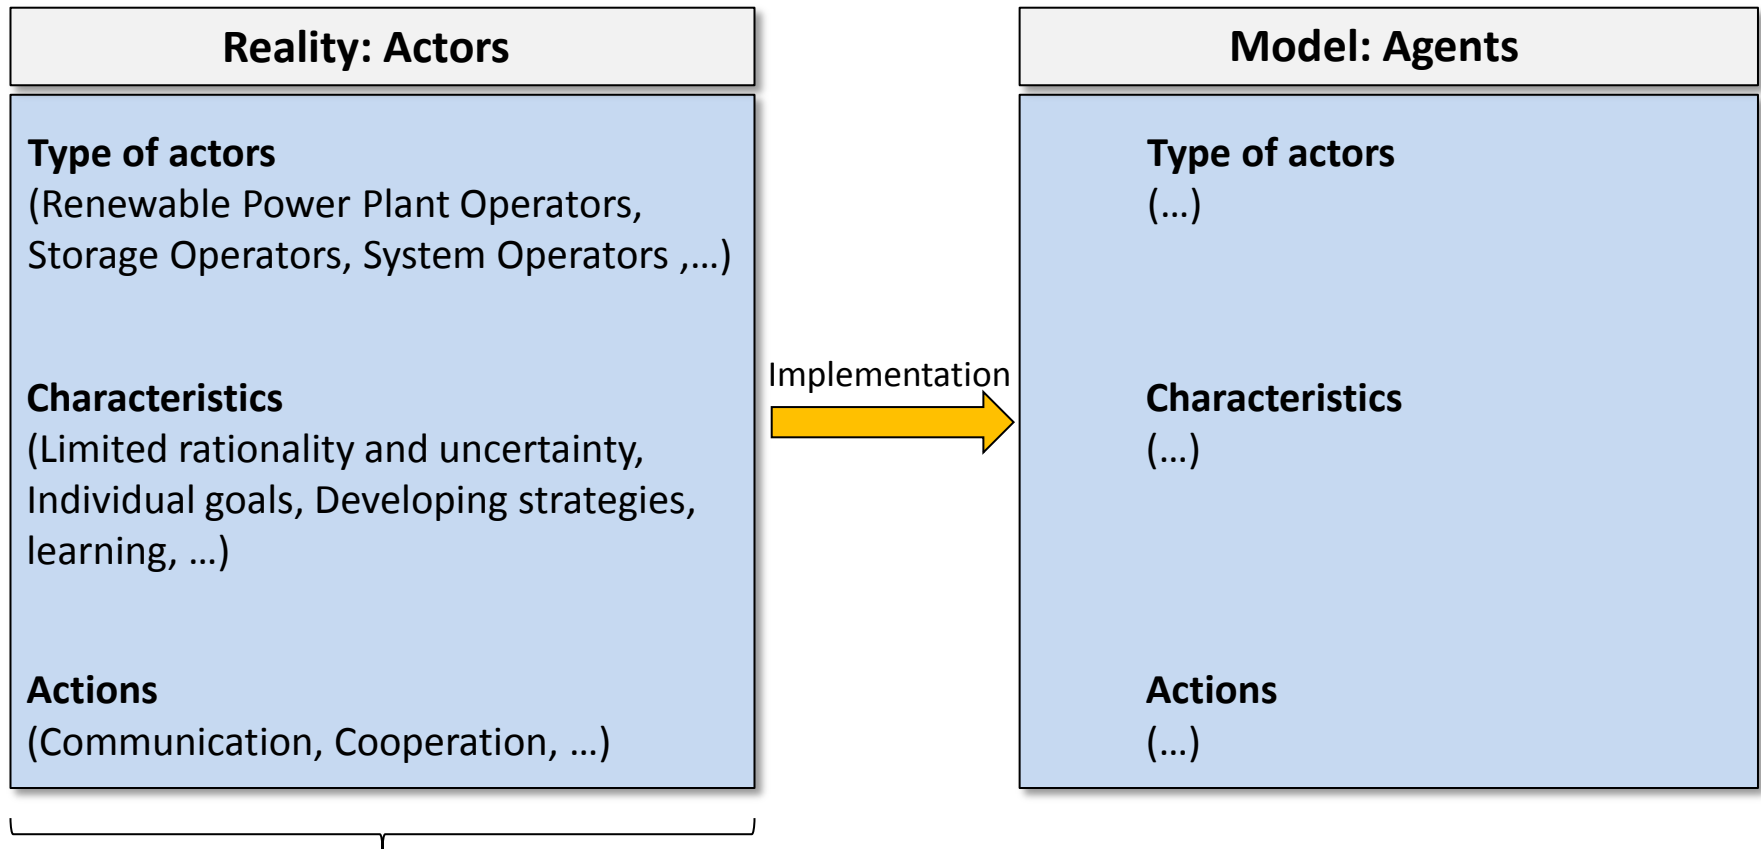 Reality: Actors
Type of actors
(Renewable Power Plant Operators,
Storage Operators, System Operators ,...)
Characteristics
(Limited rationality and uncertainty,
Individual goals, Developing strategies,
learning, ...)
Actions
(Communication, Cooperation, ...)
Implementation
Model: Agents
Type of actors
(...)
Characteristics
(...)
Actions
(...)